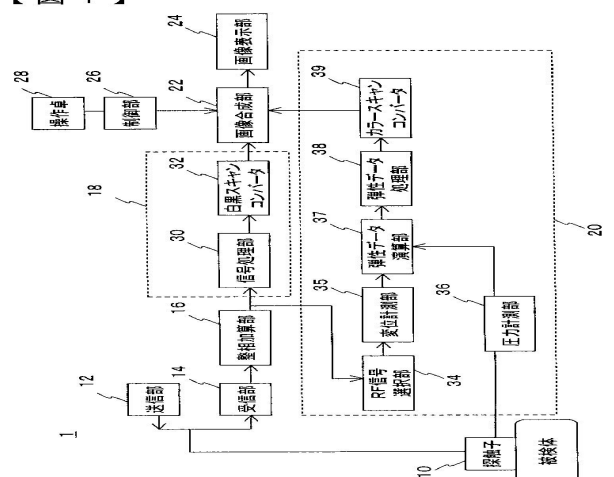 【図1】
1
10
探触子
被検体
12
送信部
14
受信部
16
整相加算部
18
30
信号処理部
32
白黒スキャン
コンバータ
22
画像合成部
24
画像表示部
26
制御部
28
操作卓
20
34
RF信号
選択部
35
変位計測部
36
圧力計測部
37
弾性データ
演算部
38
弾性データ
処理部
39
カラースキャン
コンバータ